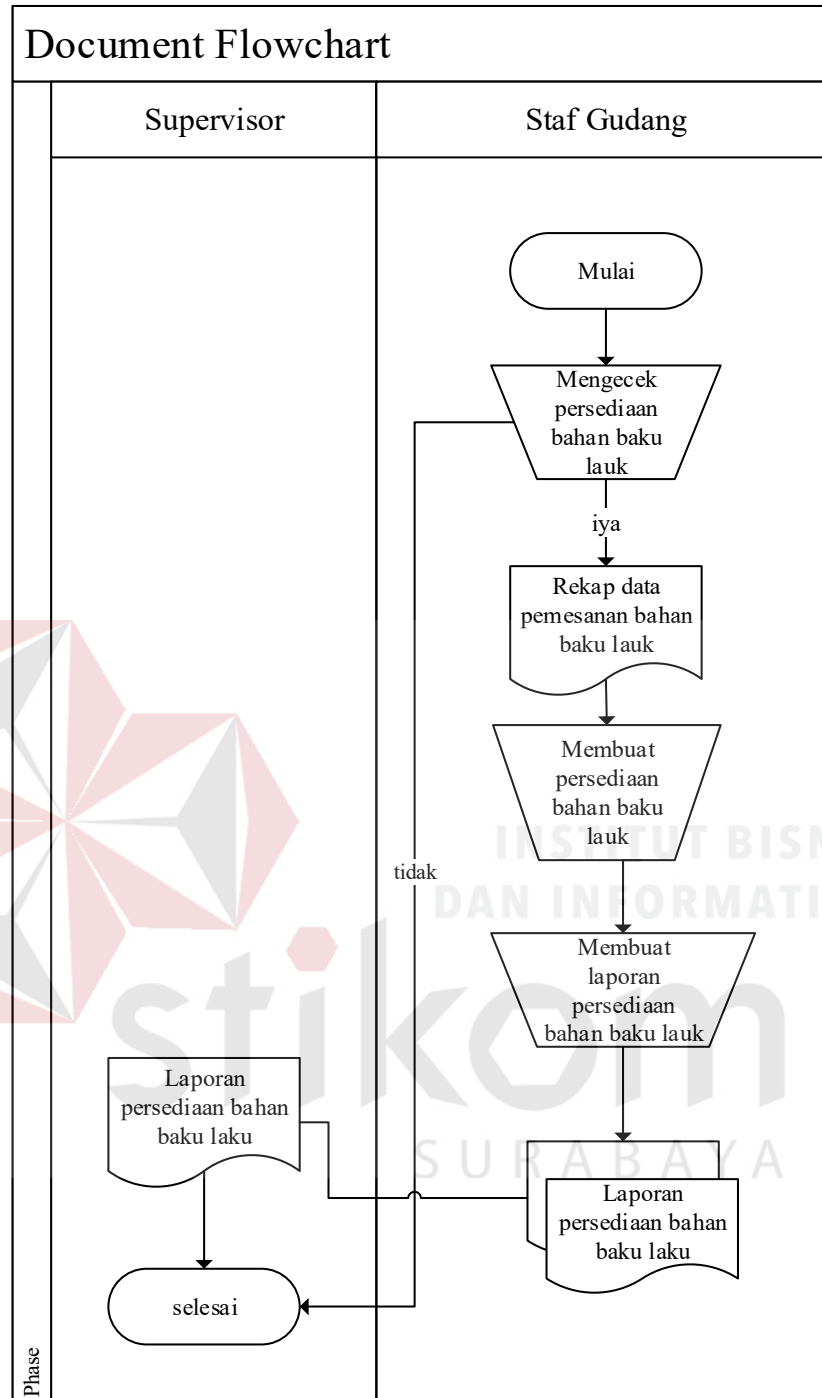 Document Flowchart
Supervisor
Staf Gudang
Mulai
Mengecek
persediaan
bahan baku
lauk
iya
Rekap data
pemesanan bahan
baku lauk
Membuat
persediaan
bahan baku
lauk
tidak
Membuat
laporan
persediaan
bahan baku lauk
Laporan
persediaan bahan
baku laku
Laporan
persediaan bahan
baku laku
selesai
Phase
INSTITUT BISN
DAN INFORMATI
stikom
SURABAYA